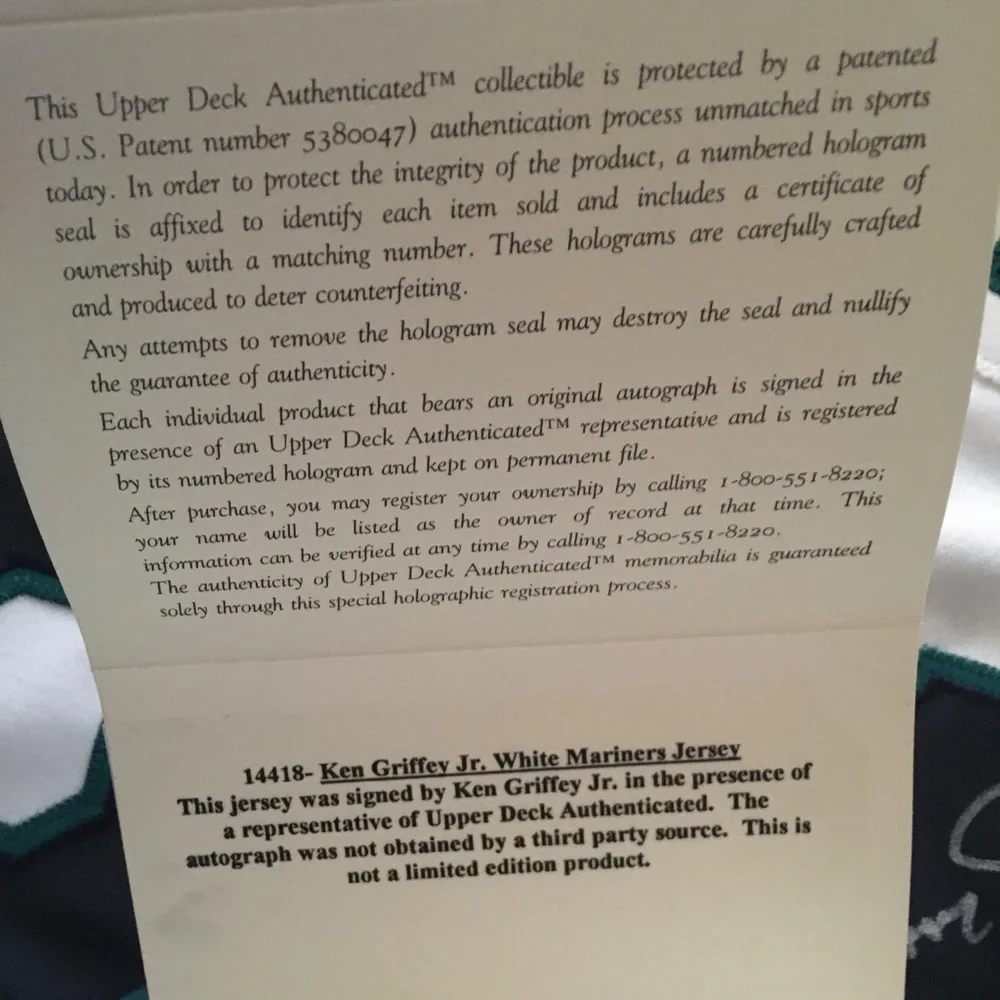 This Upper Deck Authenticated™ collectible is protected by a patented
(U.S. Patent number 5380047) authentication process unmatched in sports
today. In order to protect the integrity of the product, a numbered hologram
seal is affixed to identify each item sold and includes a certificate of
ownership with a matching number. These holograms are carefully crafted
and produced to deter counterfeiting.
Any attempts to remove the hologram seal may destroy the seal and nullify
the guarantee of authenticity.
Each individual product that bears an original autograph is signed in the
presence of an Upper Deck Authenticated™ representative and is registered
by its numbered hologram and kept on permanent file.
After purchase, you may register your ownership by calling 1-800-551-8220;
your name will be listed as the owner of record at that time. This
information can be verified at any time by calling 1-800-551-8220.
The authenticity of Upper Deck Authenticated™ memorabilia is guaranteed
solely through this special holographic registration process.
14418- Ken Griffey Jr. White Mariners Jersey
This jersey was signed by Ken Griffey Jr. in the presence of
a representative of Upper Deck Authenticated. The
autograph was not obtained by a third party source. This is
not a limited edition product.